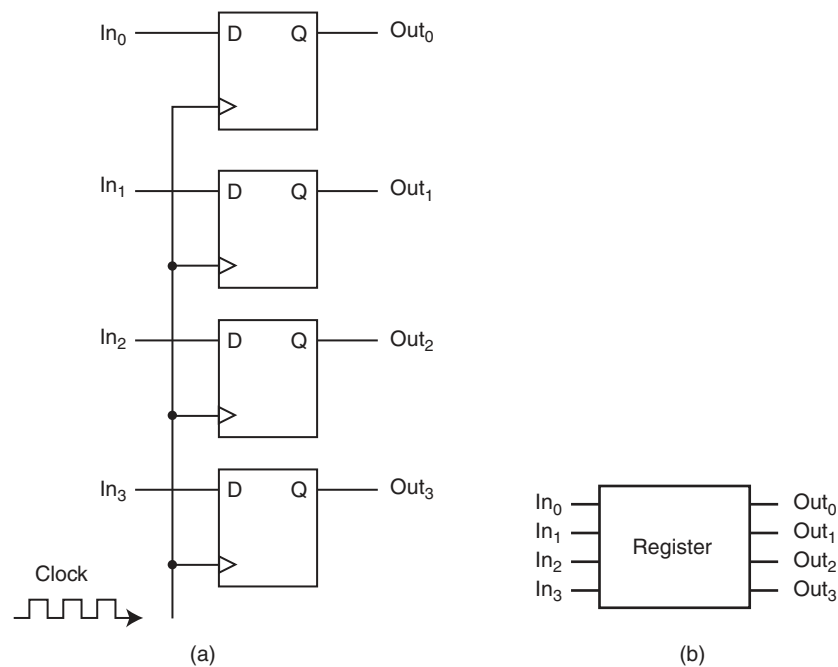 In₀ D Q Out₀
In₁ D Q Out₁
In₂ D Q Out₂
In₃ D Q Out₃
Clock
(a)
In₀ Out₀
In₁ Out₁
Register
In₂ Out₂
In₃ Out₃
(b)